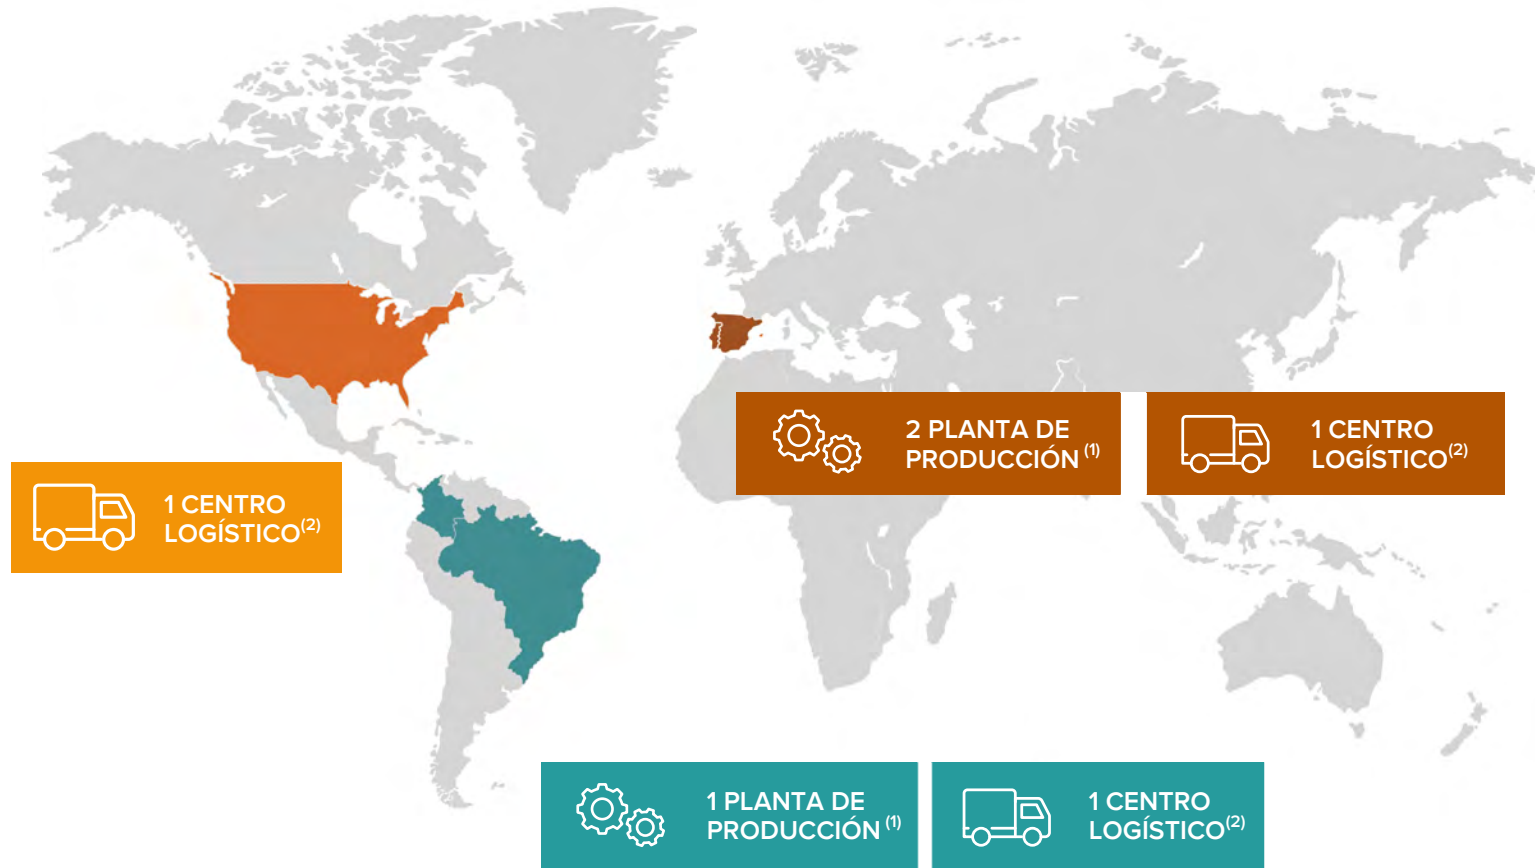 2 PLANTA DE
PRODUCCIÓN (1)
1 CENTRO
LOGÍSTICO(2)
1 CENTRO
LOGÍSTICO(2)
1 PLANTA DE
PRODUCCIÓN (1)
1 CENTRO
LOGÍSTICO(2)